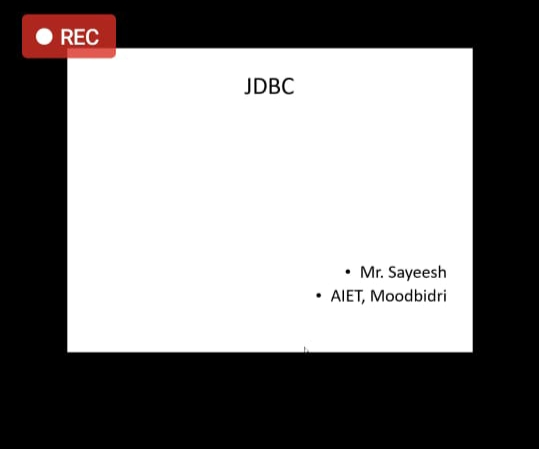 REC
JDBC
• Mr. Sayeesh
• AIET, Moodbidri